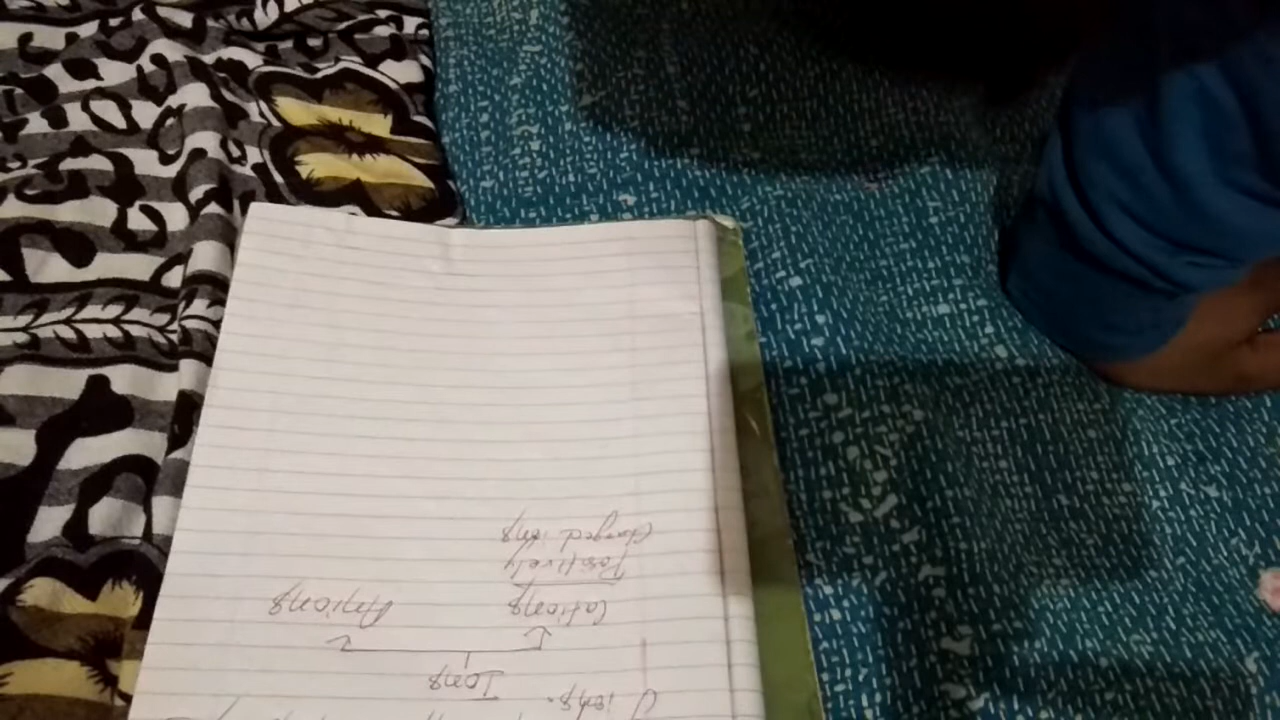 ions.
Ions
Cations Anions
Positively
Charged ions